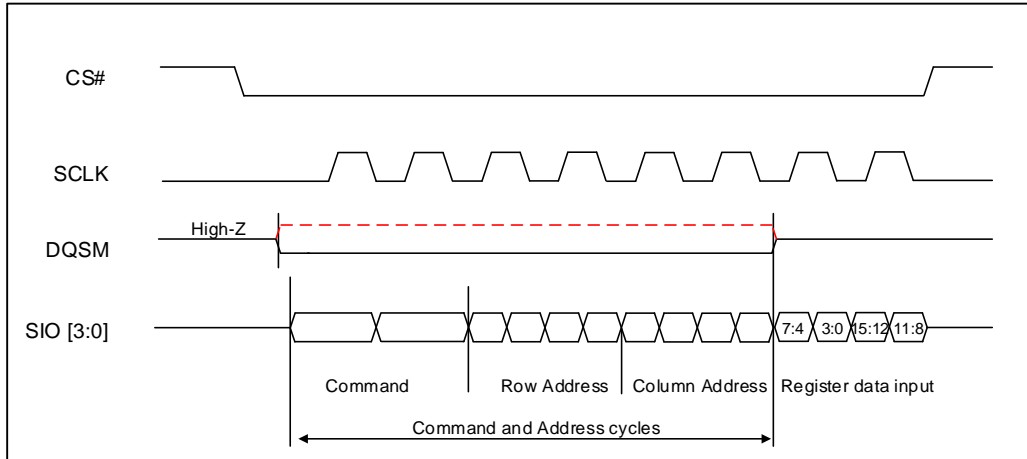 CS#
SCLK
High-Z
DQSM
SIO [3:0]
7:4 3:0 15:12 11:8
Command Row Address Column Address Register data input
Command and Address cycles